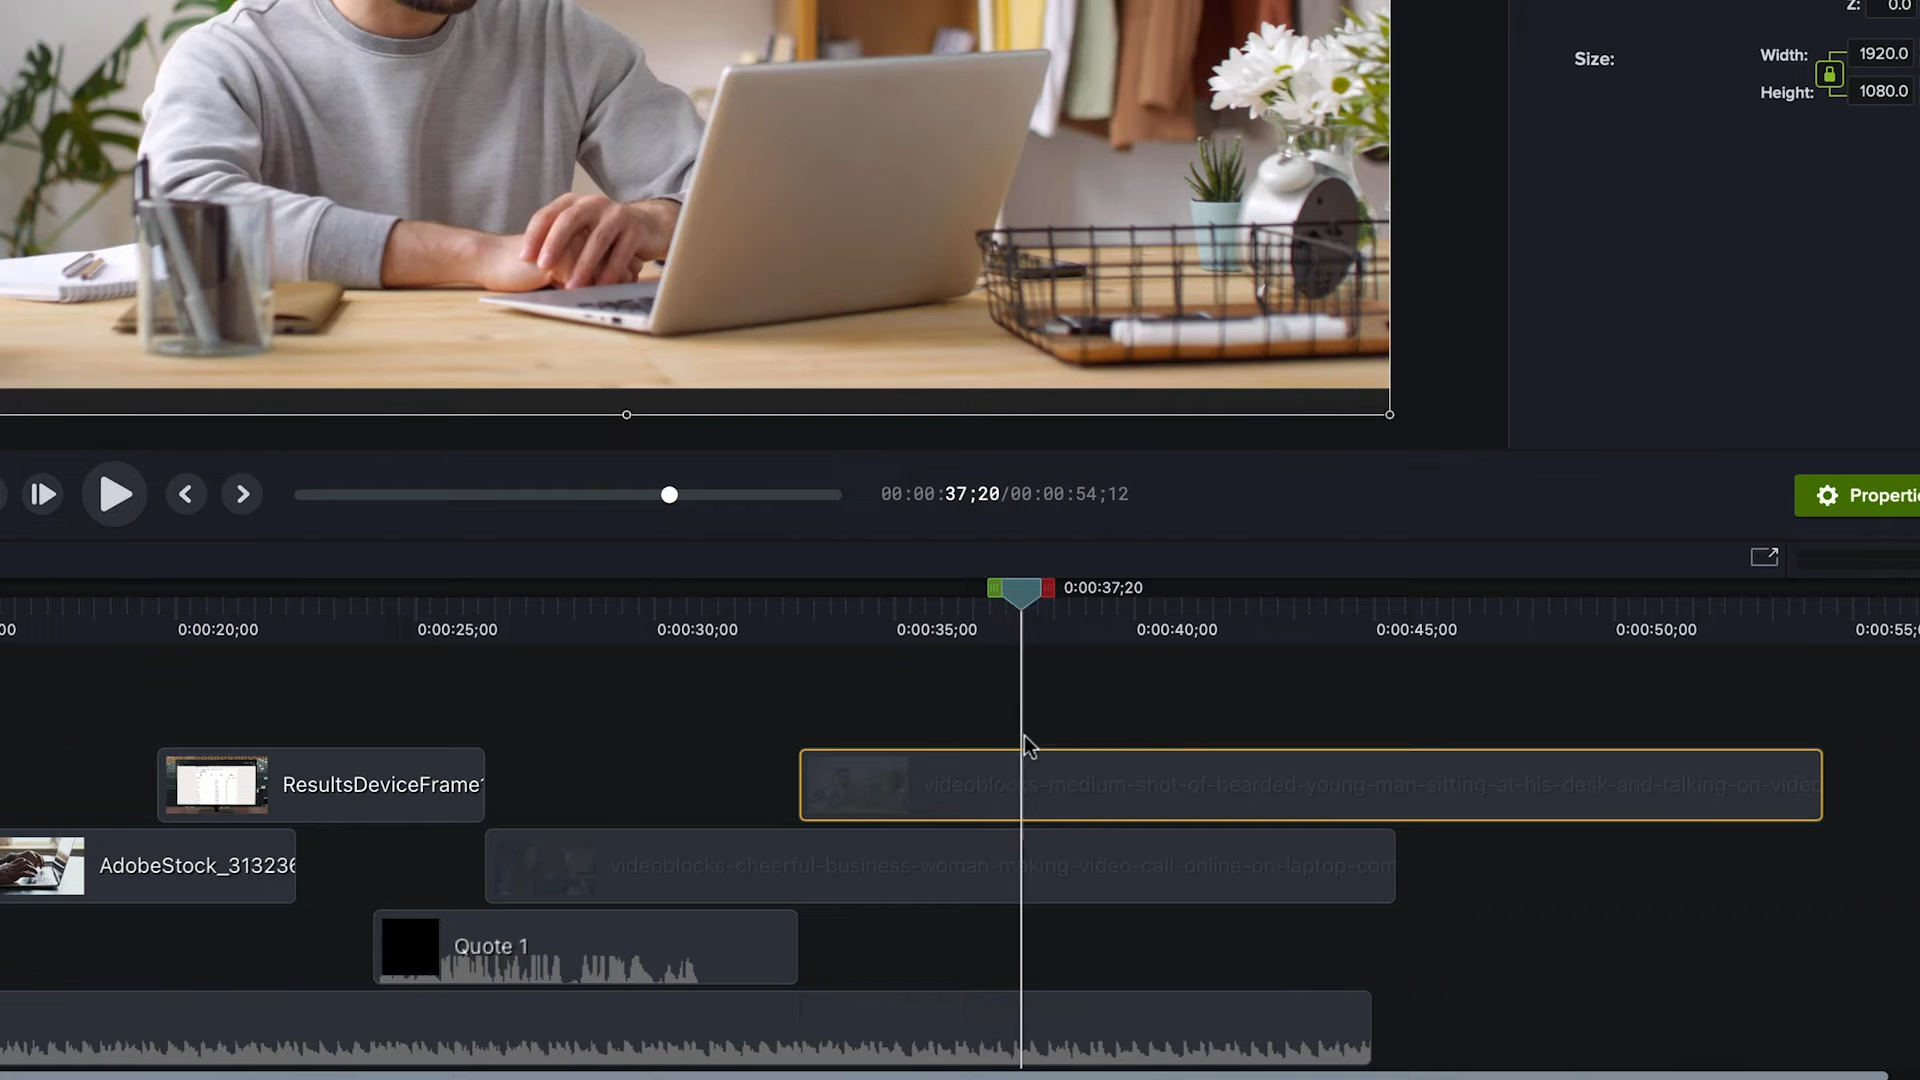 Z: 0.0
Size:
Width: 1920.0
Height: 1080.0
00:00:37;20/00:00:54;12
Properti
0:00:37;20
00 0:00:20;00 0:00:25;00 0:00:30;00 0:00:35;00 0:00:40;00 0:00:45;00 0:00:50;00 0:00:55;
ResultsDeviceFrame
videoblocks-medium-shot-of-bearded-young-man-sitting-at-his-desk-and-talking-on-video
AdobeStock_313236
videoblocks-cheerful-business-woman-making-video-call-online-on-laptop-com
Quote 1